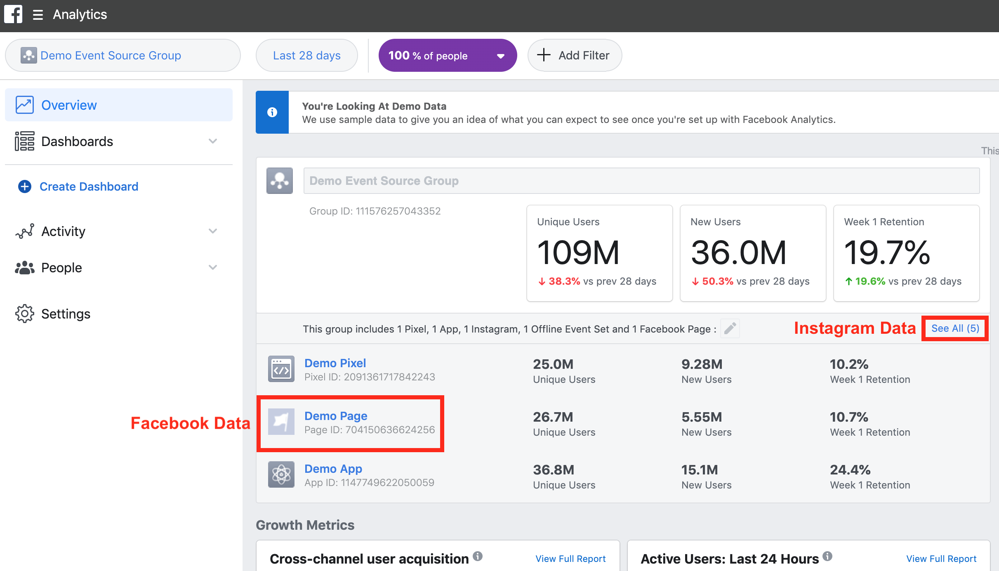 Analytics
Demo Event Source Group
Last 28 days
100 % of people
Add Filter
Overview
Dashboards
Create Dashboard
Activity
People
Settings
You're Looking At Demo Data
We use sample data to give you an idea of what you can expect to see once you're set up with Facebook Analytics.
This
Demo Event Source Group
Group ID: 111576257043352
Unique Users
109M
38.3% vs prev 28 days
New Users
36.0M
50.3% vs prev 28 days
Week 1 Retention
19.7%
19.6% vs prev 28 days
This group includes 1 Pixel, 1 App, 1 Instagram, 1 Offline Event Set and 1 Facebook Page :
Instagram Data
See All (5)
Demo Pixel
Pixel ID: 2091361717842243
25.0M
Unique Users
9.28M
New Users
10.2%
Week 1 Retention
Facebook Data
Demo Page
Page ID: 704150636624256
26.7M
Unique Users
5.55M
New Users
10.7%
Week 1 Retention
Demo App
App ID: 1147749622050059
36.8M
Unique Users
15.1M
New Users
24.4%
Week 1 Retention
Growth Metrics
Cross-channel user acquisition
View Full Report
Active Users: Last 24 Hours
View Full Report